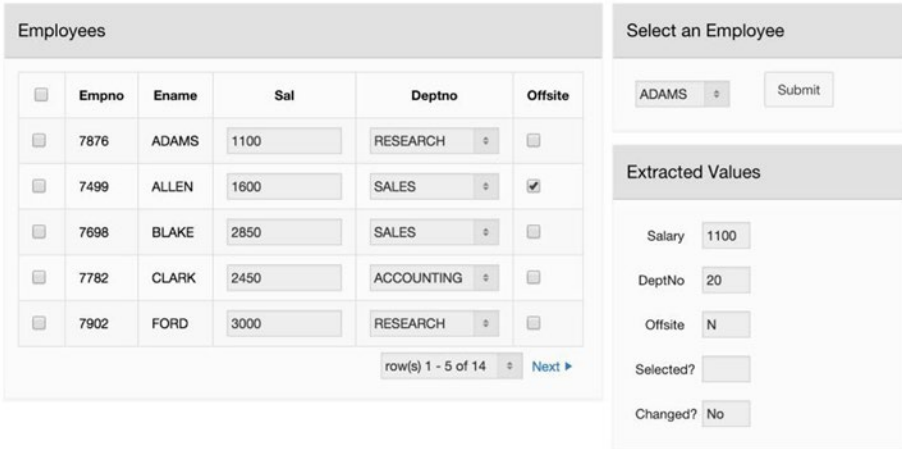 Employees
Empno Ename Sal Deptno Offsite
7876 ADAMS 1100 RESEARCH
7499 ALLEN 1600 SALES
7698 BLAKE 2850 SALES
7782 CLARK 2450 ACCOUNTING
7902 FORD 3000 RESEARCH
row(s) 1 - 5 of 14 Next
Select an Employee
ADAMS Submit
Extracted Values
Salary 1100
DeptNo 20
Offsite N
Selected?
Changed? No